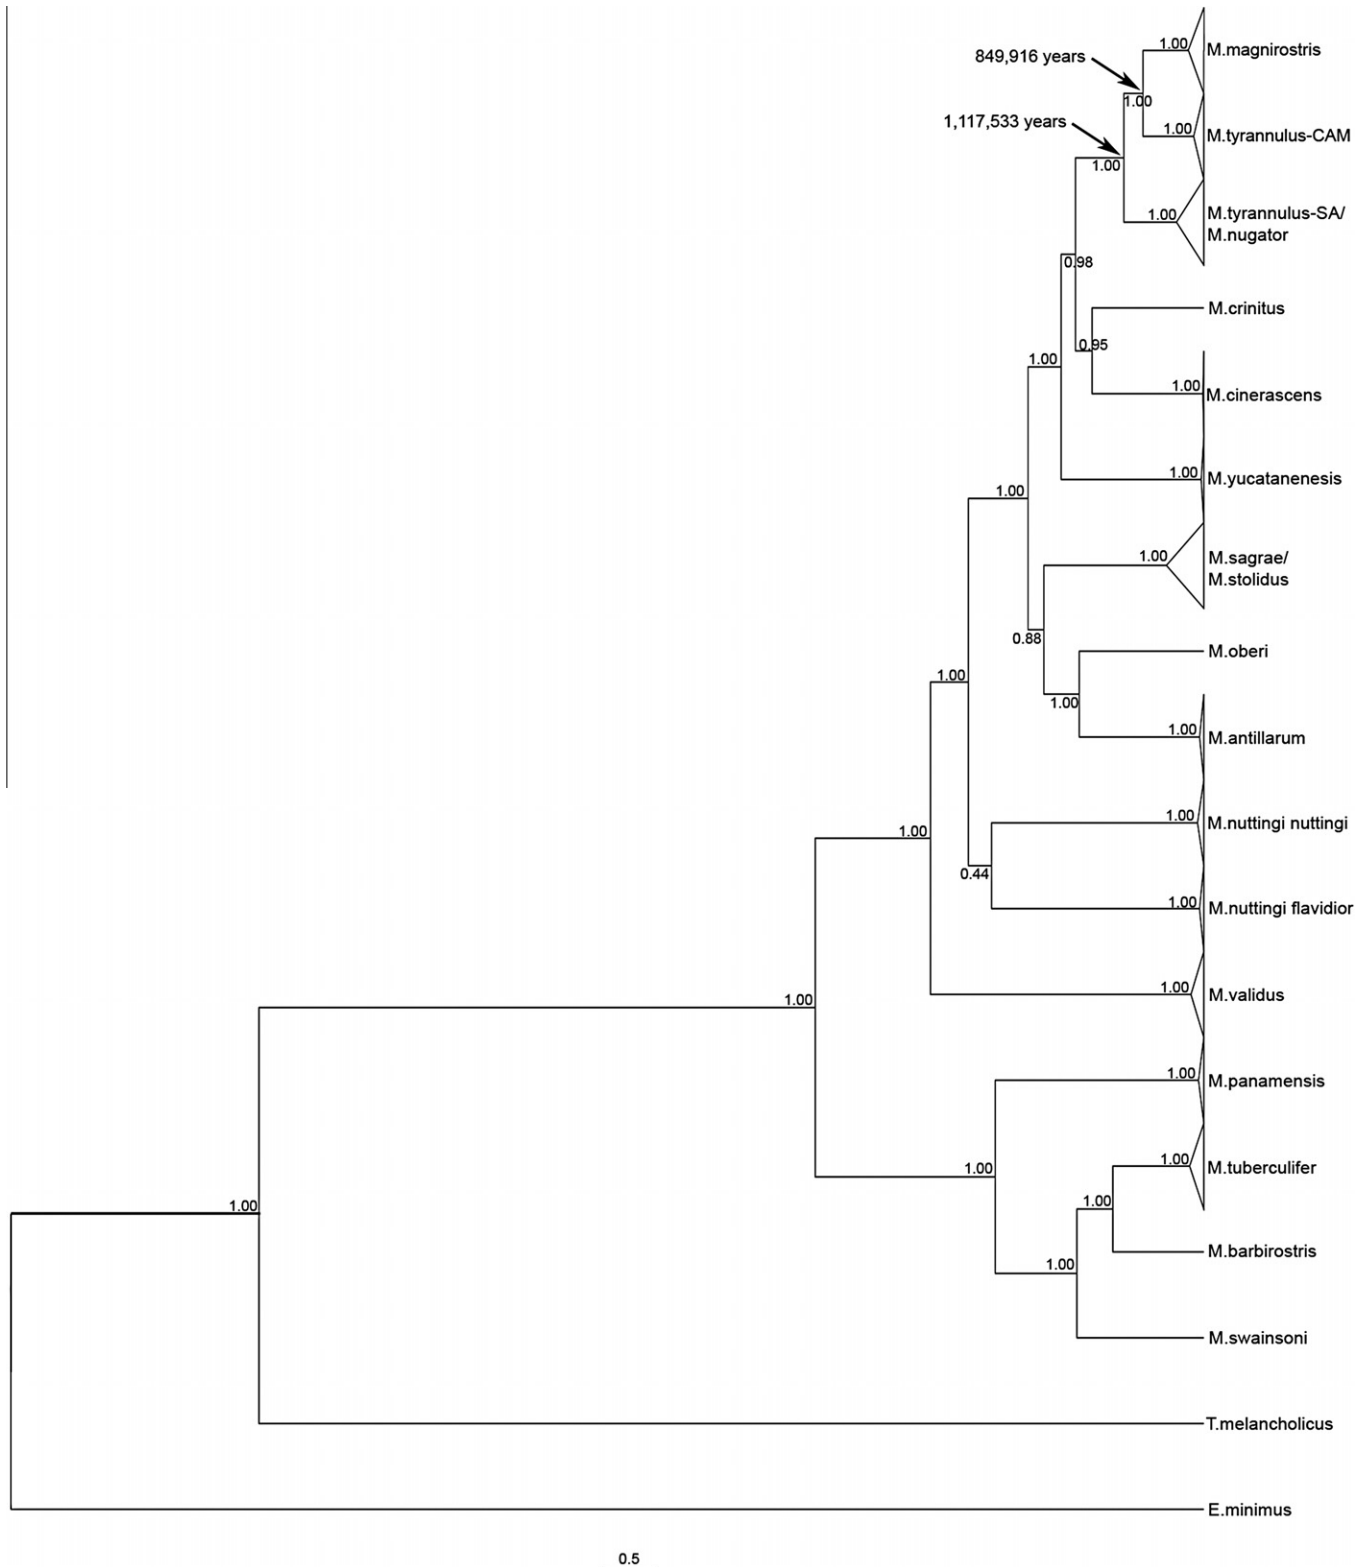 1.00
M.magnirostris
849,916 years
1.00
1,117,533 years
1.00
M.tyrannulus-CAM
1.00
1.00
M.tyrannulus-SA/
M.nugator
0.98
M.crinitus
0.95
1.00
1.00
M.cinerascens
1.00
M.yucatanenesis
1.00
1.00
M.sagrae/
M.stolidus
0.88
M.oberi
1.00
1.00
1.00
M.antillarum
1.00
M.nuttingi nuttingi
1.00
0.44
1.00
M.nuttingi flavidior
1.00
M.validus
1.00
1.00
M.panamensis
1.00
M.tuberculifer
1.00
1.00
1.00
M.barbirostris
1.00
M.swainsoni
T.melancholicus
E.minimus
0.5